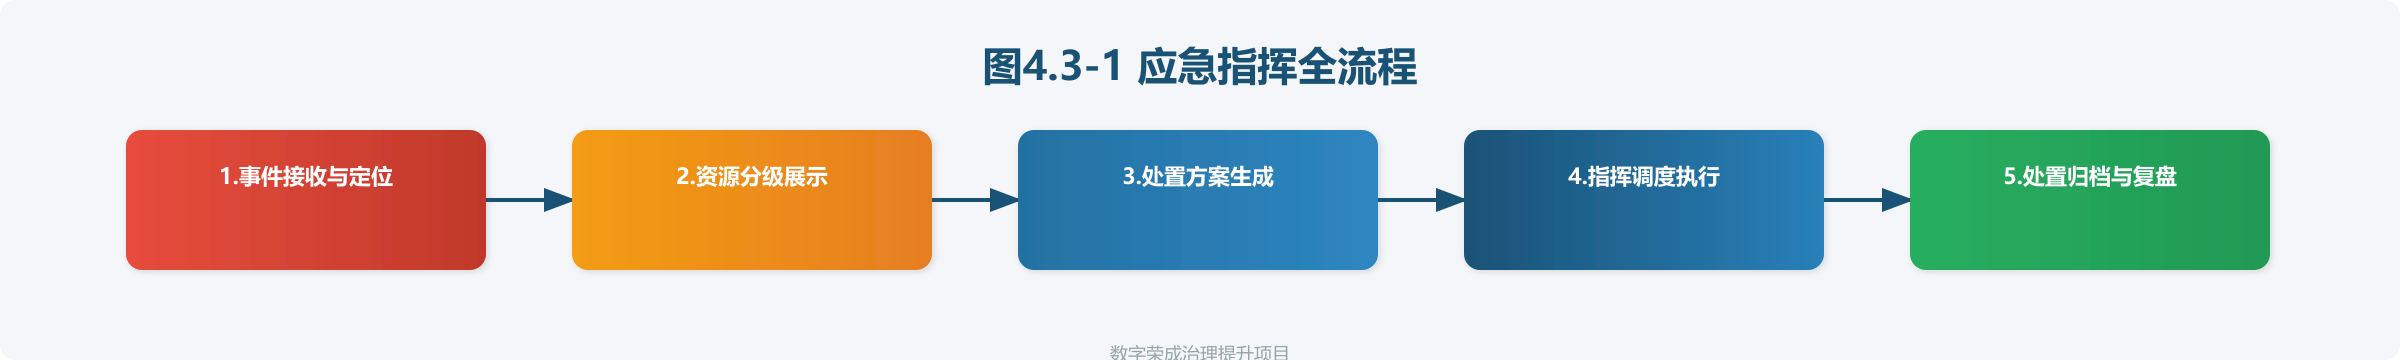 图4.3-1 应急指挥全流程
1.事件接收与定位
2.资源分级展示
3.处置方案生成
4.指挥调度执行
5.处置归档与复盘
数字荣成治理提升项目